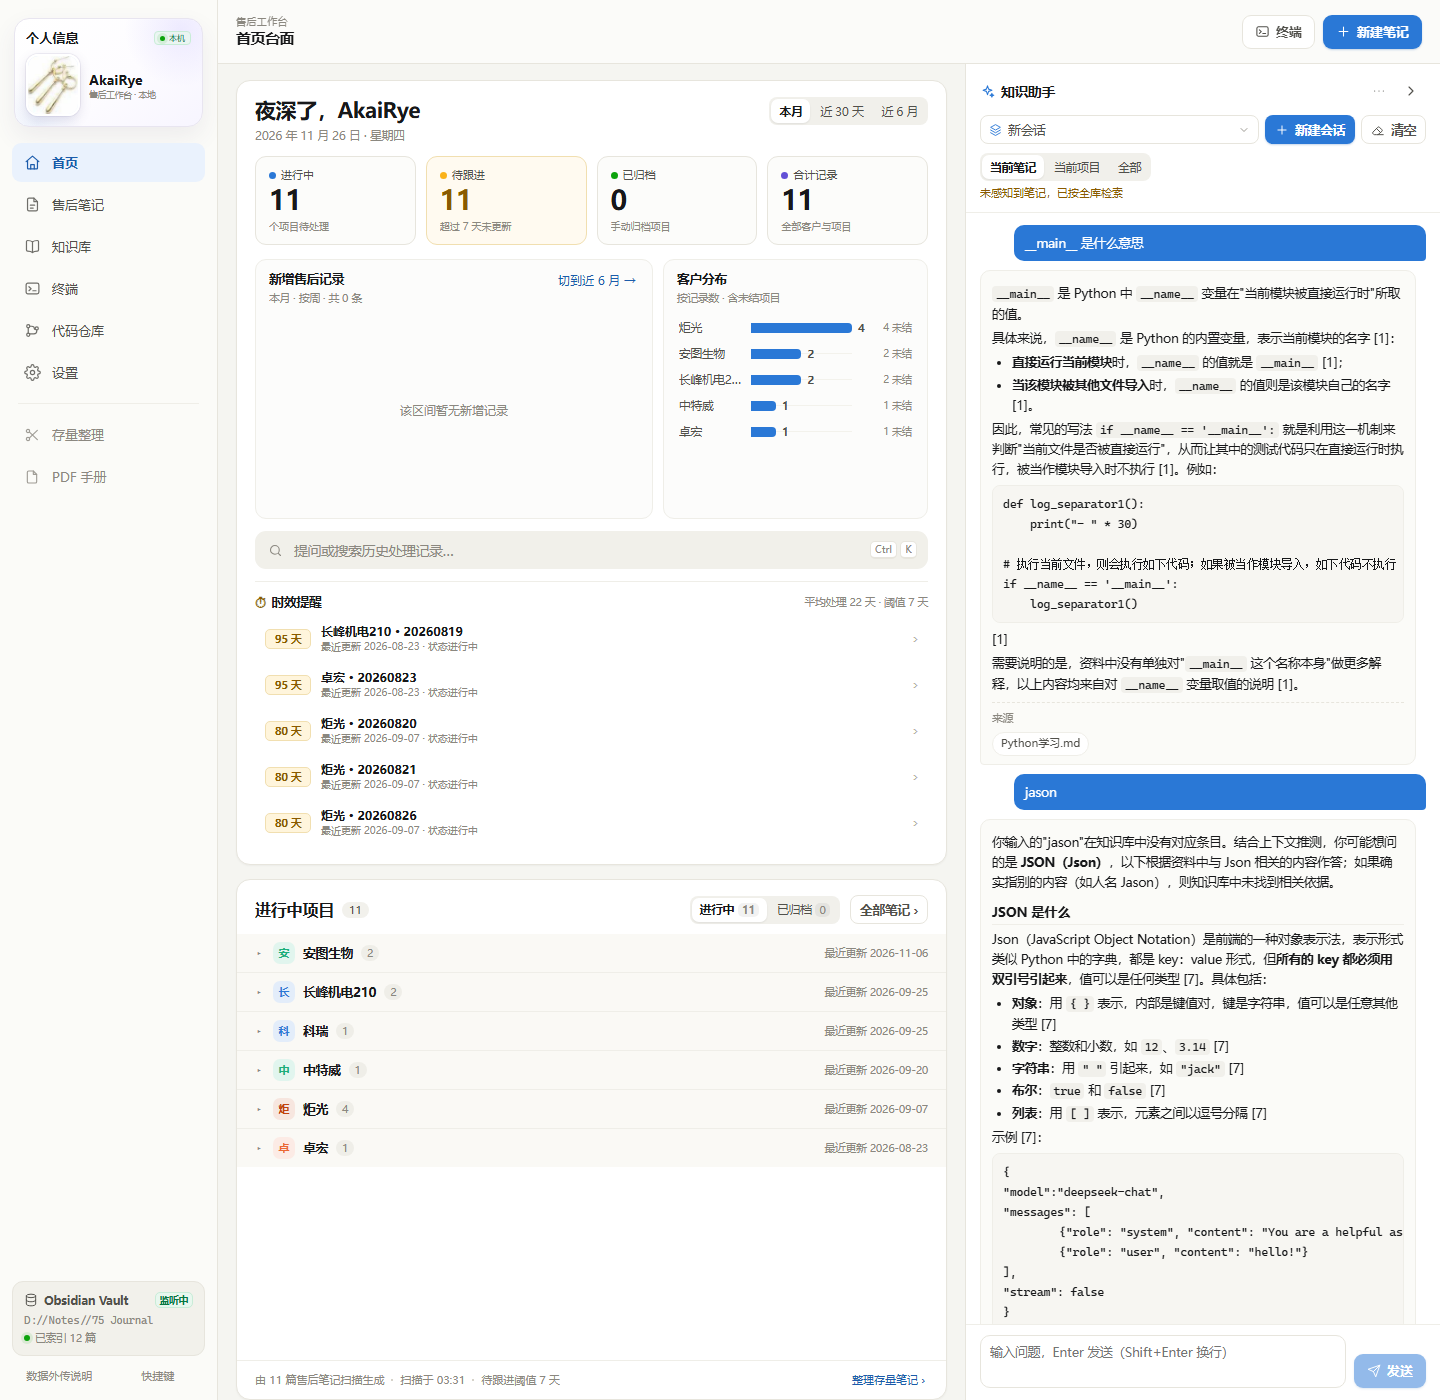 个人信息
本机
AkaiRye
售后工作台 · 本地
首页
售后笔记
知识库
终端
代码仓库
设置
存量整理
PDF 手册
Obsidian Vault
监听中
D://Notes//75 Journal
已索引 12 篇
数据外传说明
快捷键
售后工作台
首页台面
终端
新建笔记
夜深了，AkaiRye
2026 年 11 月 26 日 · 星期四
本月
近 30 天
近 6 月
进行中
11
个项目待处理
待跟进
11
超过 7 天未更新
已归档
0
手动归档项目
合计记录
11
全部客户与项目
新增售后记录
本月 · 按周 · 共 0 条
切到近 6 月 →
该区间暂无新增记录
客户分布
按记录数 · 含未结项目
炬光 4 4 未结
安图生物 2 2 未结
长峰机电2... 2 2 未结
中特威 1 1 未结
卓宏 1 1 未结
提问或搜索历史处理记录...
Ctrl K
时效提醒
平均处理 22 天 · 阈值 7 天
95 天
长峰机电210 • 20260819
最近更新 2026-08-23 · 状态进行中
95 天
卓宏 • 20260823
最近更新 2026-08-23 · 状态进行中
80 天
炬光 • 20260820
最近更新 2026-09-07 · 状态进行中
80 天
炬光 • 20260821
最近更新 2026-09-07 · 状态进行中
80 天
炬光 • 20260826
最近更新 2026-09-07 · 状态进行中
进行中项目 11
进行中 11
已归档 0
全部笔记 ›
安 安图生物 2 最近更新 2026-11-06
长 长峰机电210 2 最近更新 2026-09-25
科 科瑞 1 最近更新 2026-09-25
中 中特威 1 最近更新 2026-09-20
炬 炬光 4 最近更新 2026-09-07
卓 卓宏 1 最近更新 2026-08-23
由 11 篇售后笔记扫描生成 · 扫描于 03:31 · 待跟进阈值 7 天
整理存量笔记 ›
知识助手
新会话
新建会话
清空
当前笔记
当前项目
全部
未感知到笔记，已按全库检索
__main__ 是什么意思
__main__ 是 Python 中 __name__ 变量在"当前模块被直接运行时"所取
的值。
具体来说，__name__ 是 Python 的内置变量，表示当前模块的名字 [1]：
• 直接运行当前模块时，__name__ 的值就是 __main__ [1]；
• 当该模块被其他文件导入时，__name__ 的值则是该模块自己的名字
[1]。
因此，常见的写法 if __name__ == '__main__': 就是利用这一机制来
判断"当前文件是否被直接运行"，从而让其中的测试代码只在直接运行时执
行，被当作模块导入时不执行 [1]。例如：
def log_separator1():
    print("- " * 30)
# 执行当前文件，则会执行如下代码；如果被当作模块导入，如下代码不执行
if __name__ == '__main__':
    log_separator1()
[1]
需要说明的是，资料中没有单独对"__main__ 这个名称本身"做更多解
释，以上内容均来自对 __name__ 变量取值的说明 [1]。
来源
Python学习.md
jason
你输入的"jason"在知识库中没有对应条目。结合上下文推测，你可能想问
的是 JSON（Json），以下根据资料中与 Json 相关的内容作答；如果确
实指别的内容（如人名 Jason），则知识库中未找到相关依据。
JSON 是什么
Json（JavaScript Object Notation）是前端的一种对象表示法，表示形式
类似 Python 中的字典，都是 key：value 形式，但所有的 key 都必须用
双引号引起来，值可以是任何类型 [7]。具体包括：
• 对象：用 { } 表示，内部是键值对，键是字符串，值可以是任意其他
类型 [7]
• 数字：整数和小数，如 12 、3.14 [7]
• 字符串：用 " " 引起来，如 "jack" [7]
• 布尔：true 和 false [7]
• 列表：用 [ ] 表示，元素之间以逗号分隔 [7]
示例 [7]：
{
"model":"deepseek-chat",
"messages": [
        {"role": "system", "content": "You are a helpful as
        {"role": "user", "content": "hello!"}
],
"stream": false
}
输入问题，Enter 发送（Shift+Enter 换行）
发送